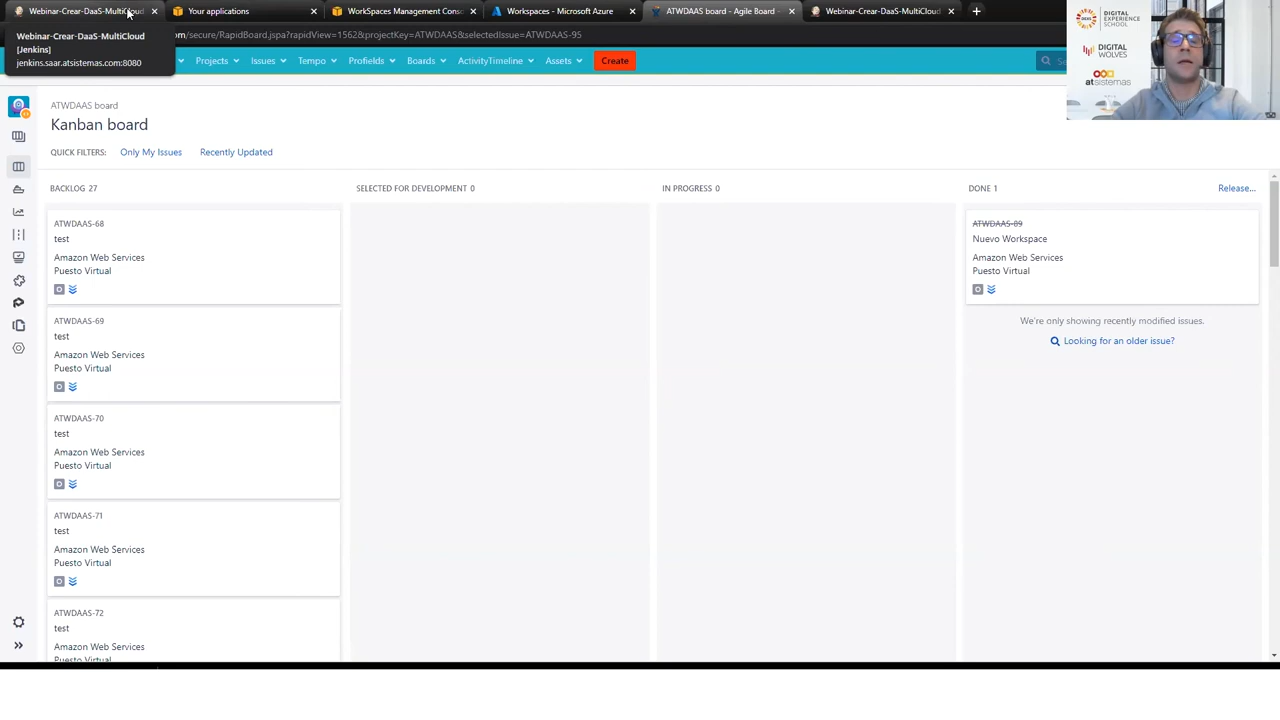 Webinar-Crear-DaaS-MultiCloud
Your applications
WorkSpaces Management Conso
Workspaces - Microsoft Azure
ATWDAAS board - Agile Board -
Webinar-Crear-DaaS-MultiCloud
Webinar-Crear-DaaS-MultiCloud
[Jenkins]
jenkins.saar.atsistemas.com:8080
om/secure/RapidBoard.jspa?rapidView=1562&projectKey=ATWDAAS&selectedIssue=ATWDAAS-95
Projects
Issues
Tempo
Profields
Boards
ActivityTimeline
Assets
Create
Se
DIGITAL
EXPERIENCE
SCHOOL
DIGITAL
WOLVES
atsistemas
ATWDAAS board
Kanban board
QUICK FILTERS: Only My Issues Recently Updated
BACKLOG 27
SELECTED FOR DEVELOPMENT 0
IN PROGRESS 0
DONE 1
Release...
ATWDAAS-68
test
Amazon Web Services
Puesto Virtual
ATWDAAS-69
test
Amazon Web Services
Puesto Virtual
ATWDAAS-70
test
Amazon Web Services
Puesto Virtual
ATWDAAS-71
test
Amazon Web Services
Puesto Virtual
ATWDAAS-72
test
Amazon Web Services
Puesto Virtual
ATWDAAS-89
Nuevo Workspace
Amazon Web Services
Puesto Virtual
We're only showing recently modified issues.
Looking for an older issue?